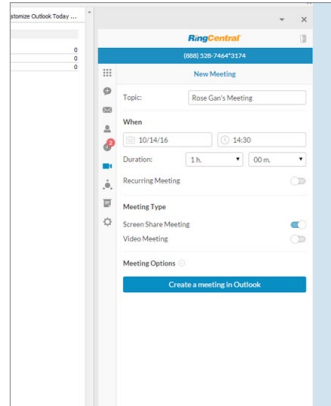 stomize Outlook Today ...
0
0
0
RingCentral
(888) 528-7464*3174
New Meeting
Topic: Rose Gan's Meeting
When
10/14/16 14:30
Duration: 1 h. 00 m.
Recurring Meeting
Meeting Type
Screen Share Meeting
Video Meeting
Meeting Options
Create a meeting in Outlook